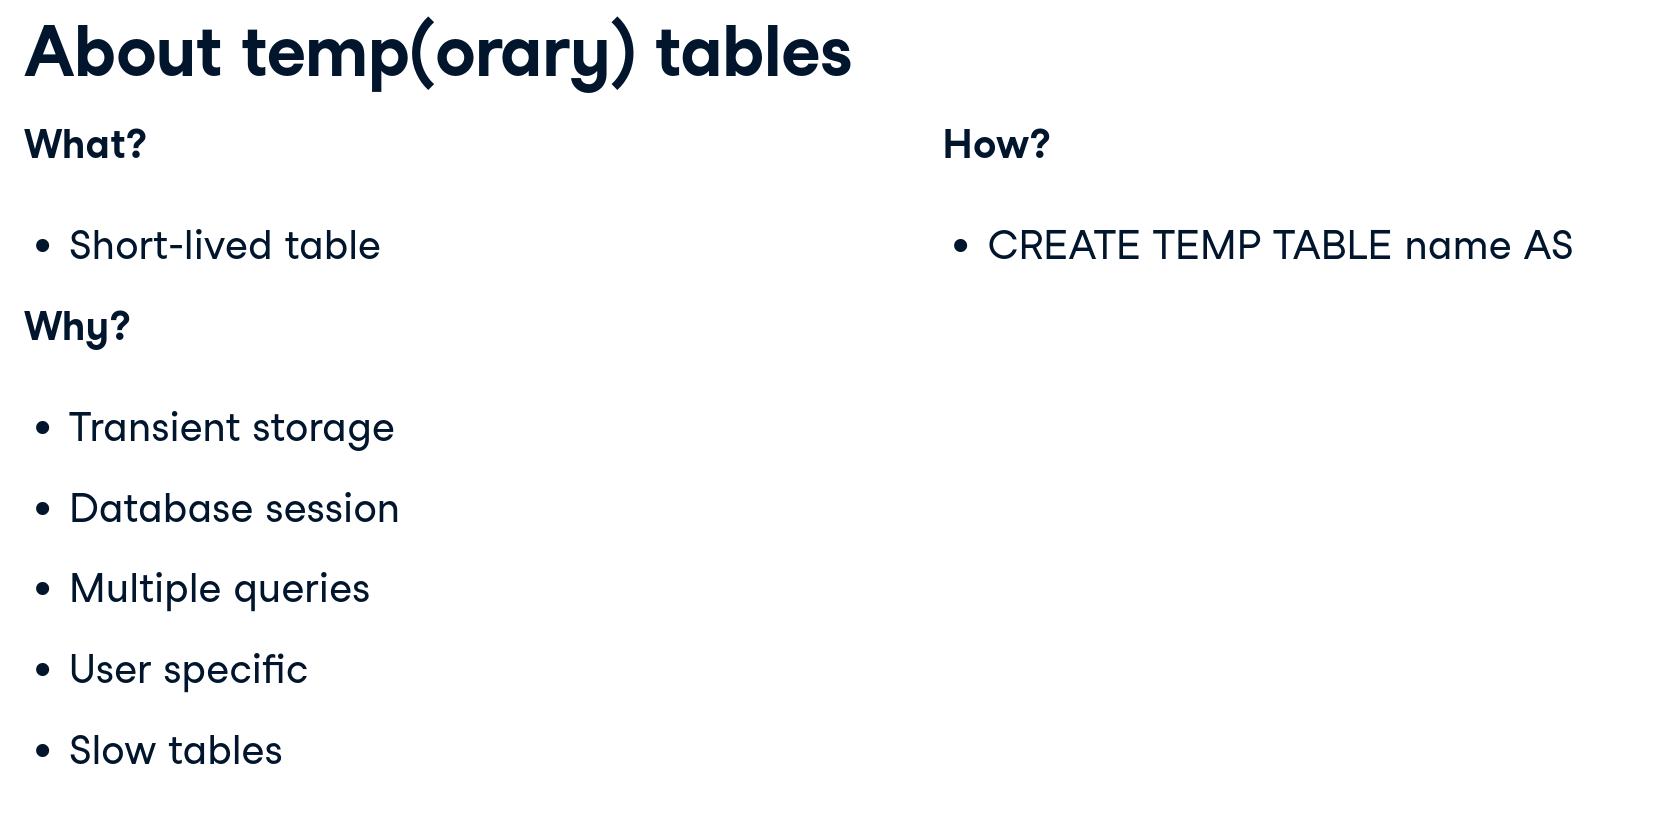 About temp(orary) tables
What?
• Short-lived table
Why?
• Transient storage
• Database session
• Multiple queries
• User specific
• Slow tables
How?
• CREATE TEMP TABLE name AS